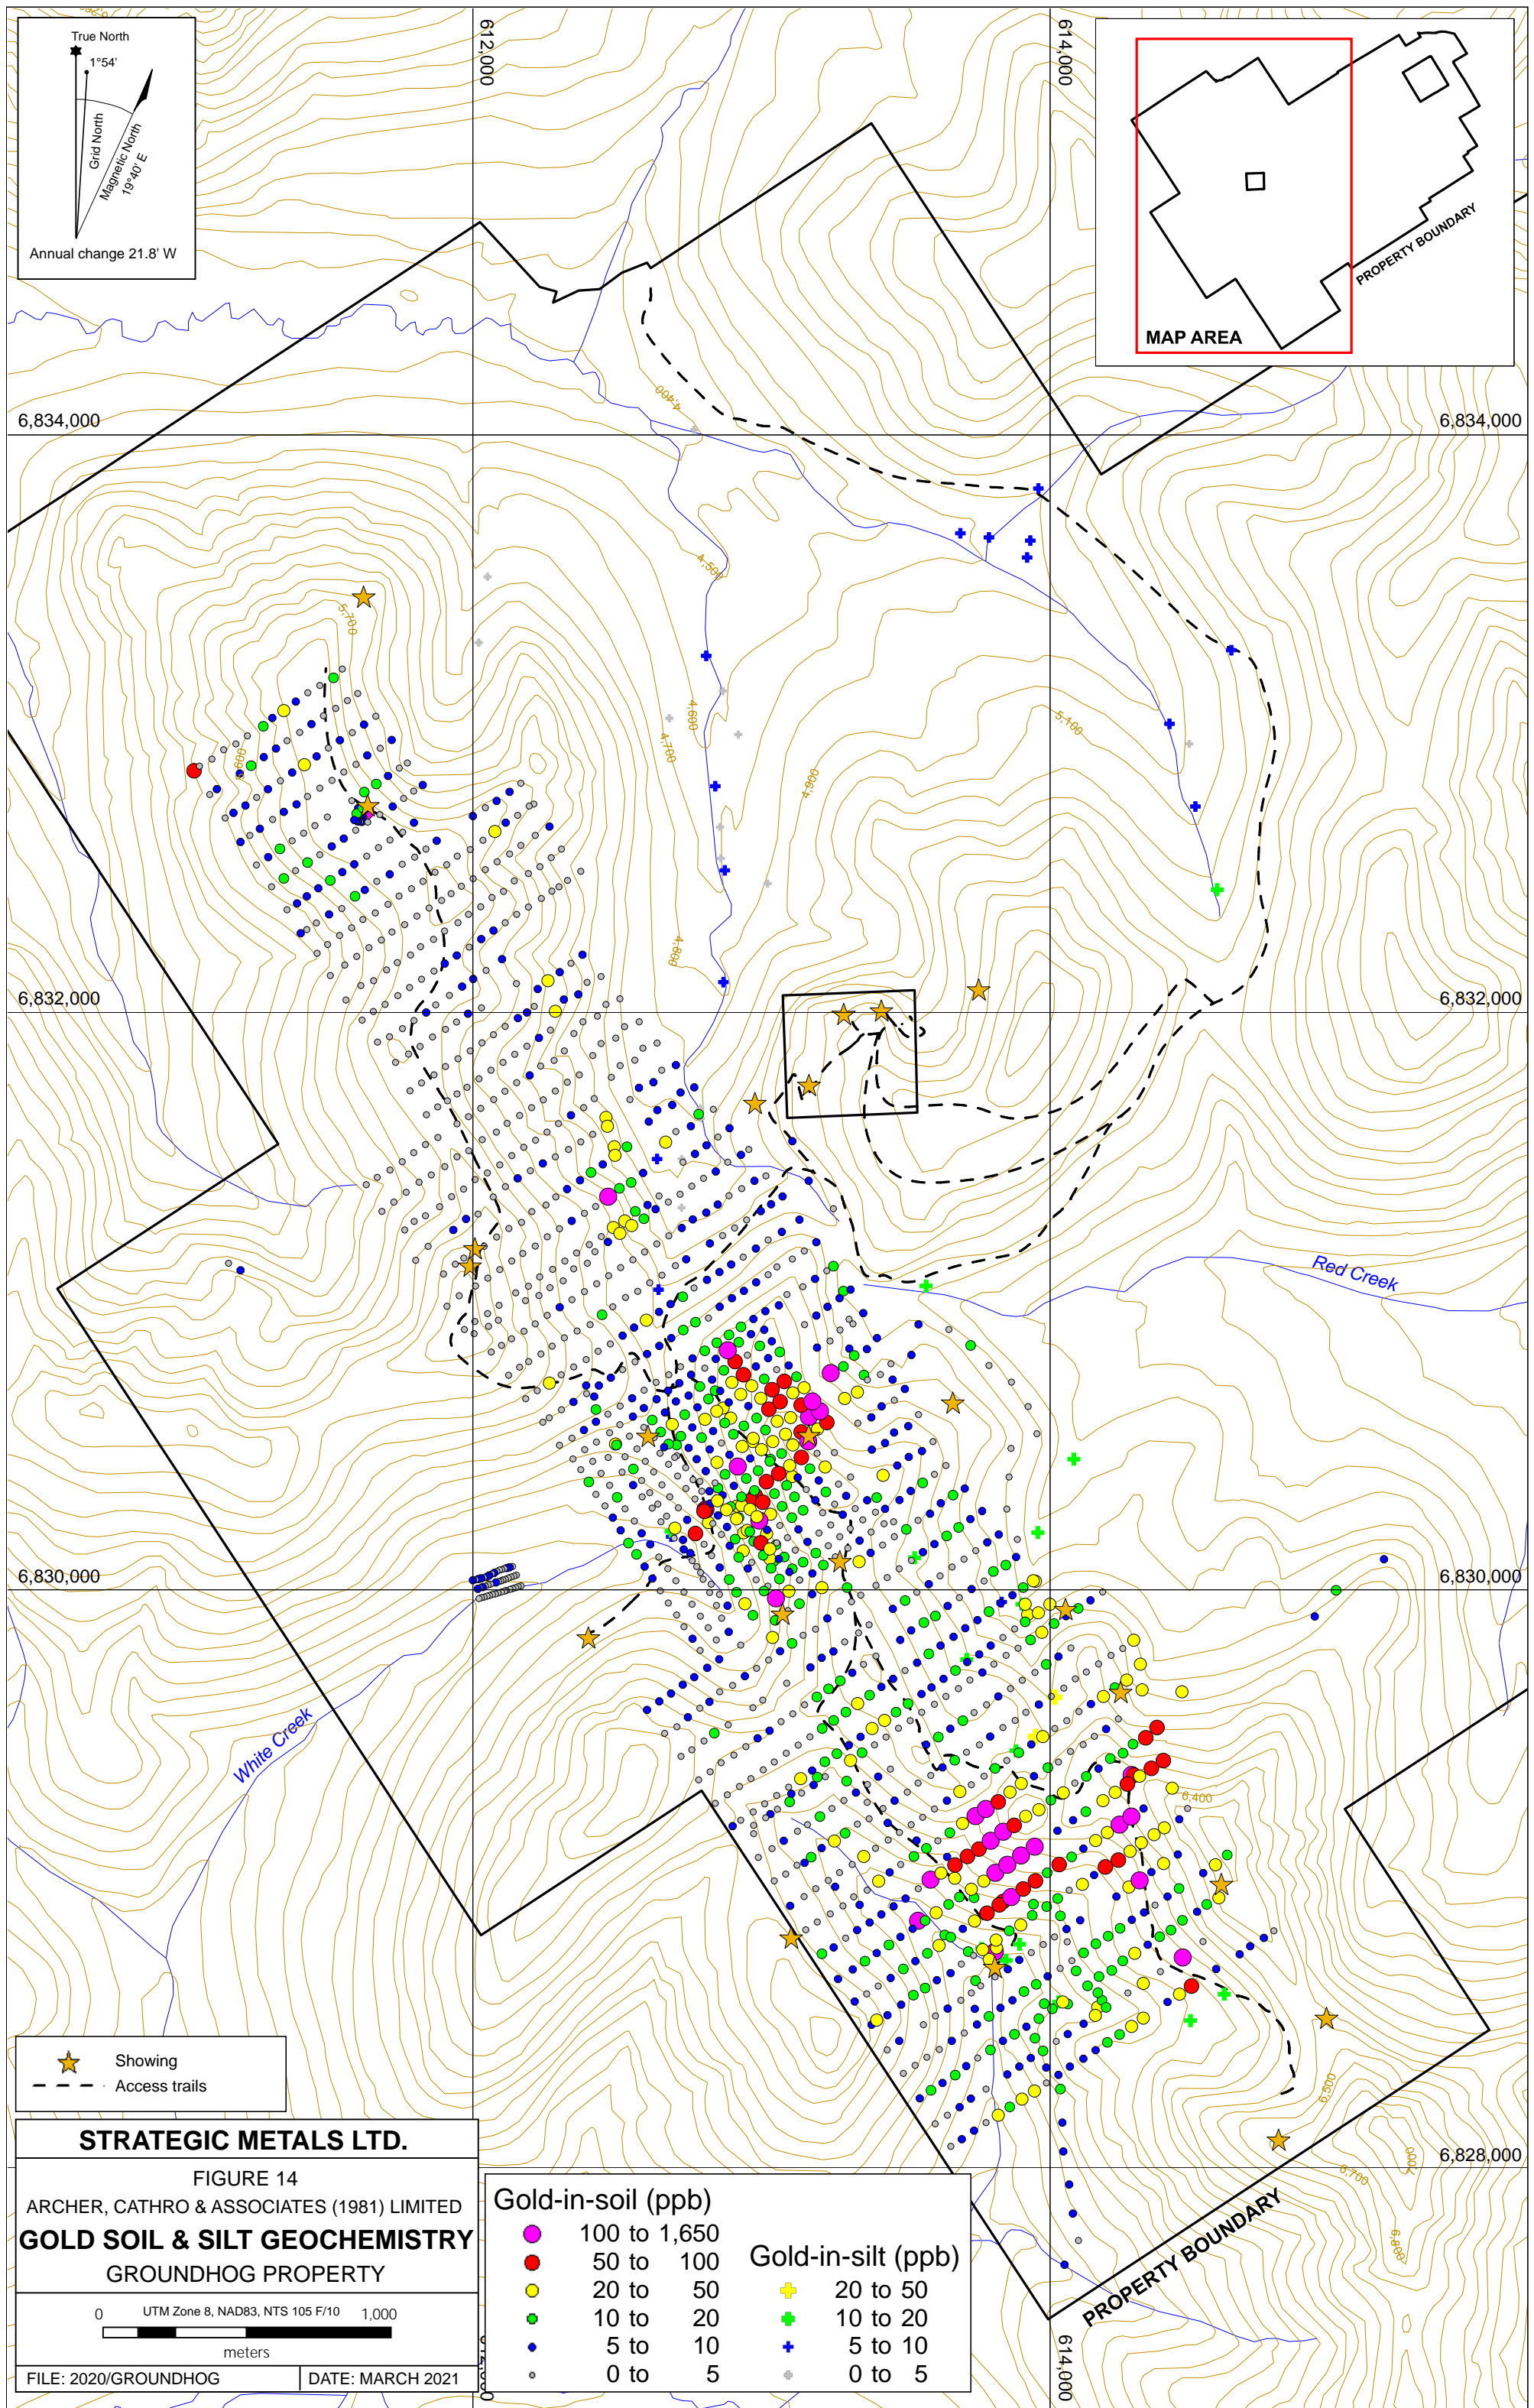 True North
1°54'
Grid North
Magnetic North
19°40' E
Annual change 21.8' W
612,000
614,000
PROPERTY BOUNDARY
MAP AREA
6,834,000
6,834,000
4,400
4,500
5,700
4,600
4,700
5,100
4,900
4,800
6,832,000
6,832,000
Red Creek
6,830,000
6,830,000
White Creek
6,400
6,500
7,000
6,700
6,800
6,828,000
PROPERTY BOUNDARY
614,000
Showing
Access trails
STRATEGIC METALS LTD.
FIGURE 14
ARCHER, CATHRO & ASSOCIATES (1981) LIMITED
GOLD SOIL & SILT GEOCHEMISTRY
GROUNDHOG PROPERTY
0 UTM Zone 8, NAD83, NTS 105 F/10 1,000
meters
FILE: 2020/GROUNDHOG DATE: MARCH 2021
Gold-in-soil (ppb)
100 to 1,650
50 to 100
20 to 50
10 to 20
5 to 10
0 to 5
Gold-in-silt (ppb)
20 to 50
10 to 20
5 to 10
0 to 5